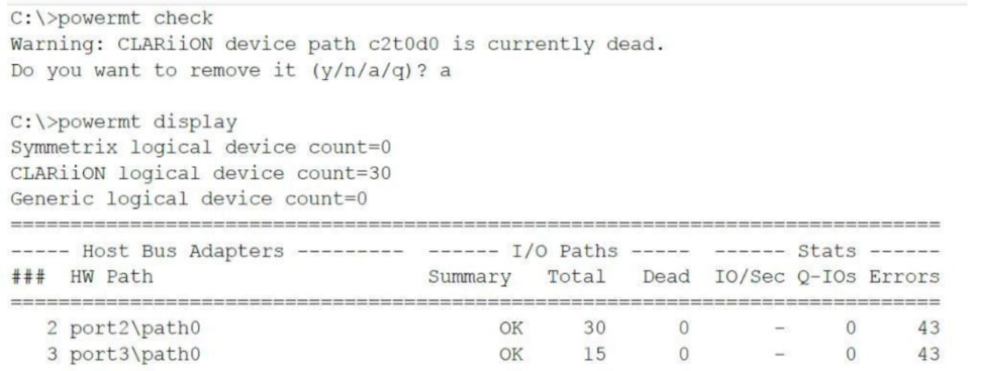 C:\>powermt check
Warning: CLARiiON device path c2t0d0 is currently dead.
Do you want to remove it (y/n/a/q)? a
C:\>powermt display
Symmetrix logical device count=0
CLARiiON logical device count=30
Generic logical device count=0
==============================================================================
----- Host Bus Adapters --------- ------ I/O Paths ----- ------ Stats ------
### HW Path Summary Total Dead IO/Sec Q-IOs Errors
==============================================================================
2 port2\path0 OK 30 0 - 0 43
3 port3\path0 OK 15 0 - 0 43